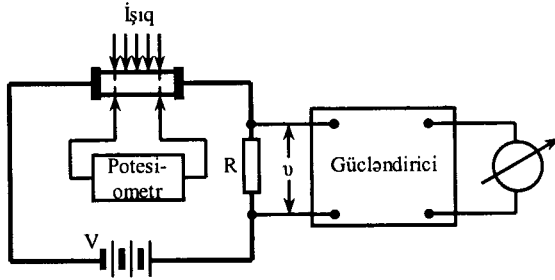 İşıq
Potesi-
ometr
R
υ
Gücləndirici
V